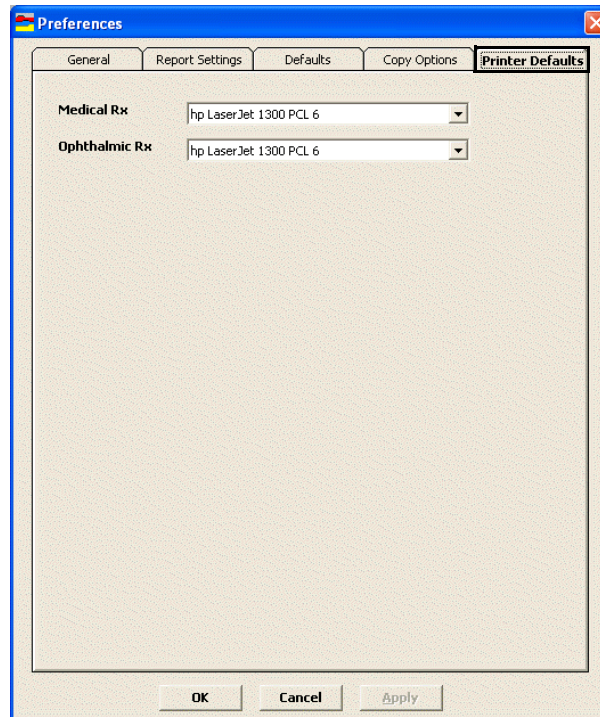 Preferences
General Report Settings Defaults Copy Options Printer Defaults
Medical Rx hp LaserJet 1300 PCL 6
Ophthalmic Rx hp LaserJet 1300 PCL 6
OK Cancel Apply